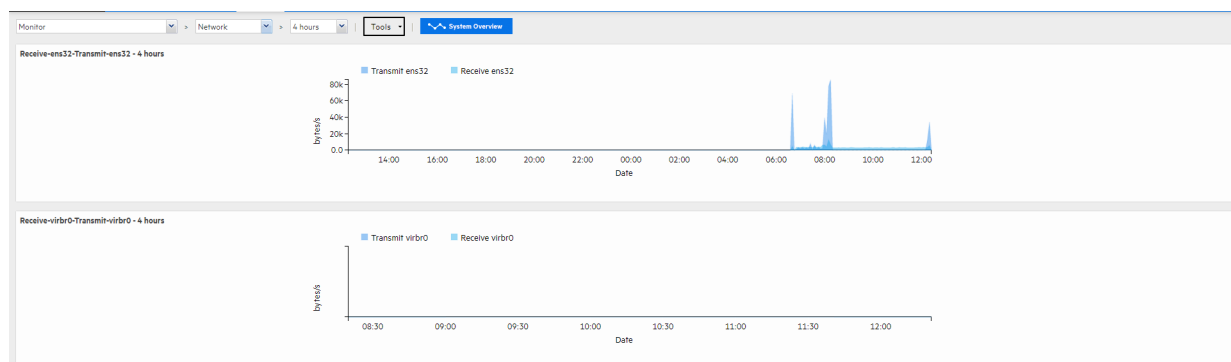 Monitor > Network > 4 hours | Tools | System Overview
Receive-ens32-Transmit-ens32 - 4 hours
Transmit ens32 Receive ens32
80k
60k
40k
20k
0.0
bytes/s
14:00 16:00 18:00 20:00 22:00 00:00 02:00 04:00 06:00 08:00 10:00 12:00
Date
Receive-virbr0-Transmit-virbr0 - 4 hours
Transmit virbr0 Receive virbr0
bytes/s
08:30 09:00 09:30 10:00 10:30 11:00 11:30 12:00
Date